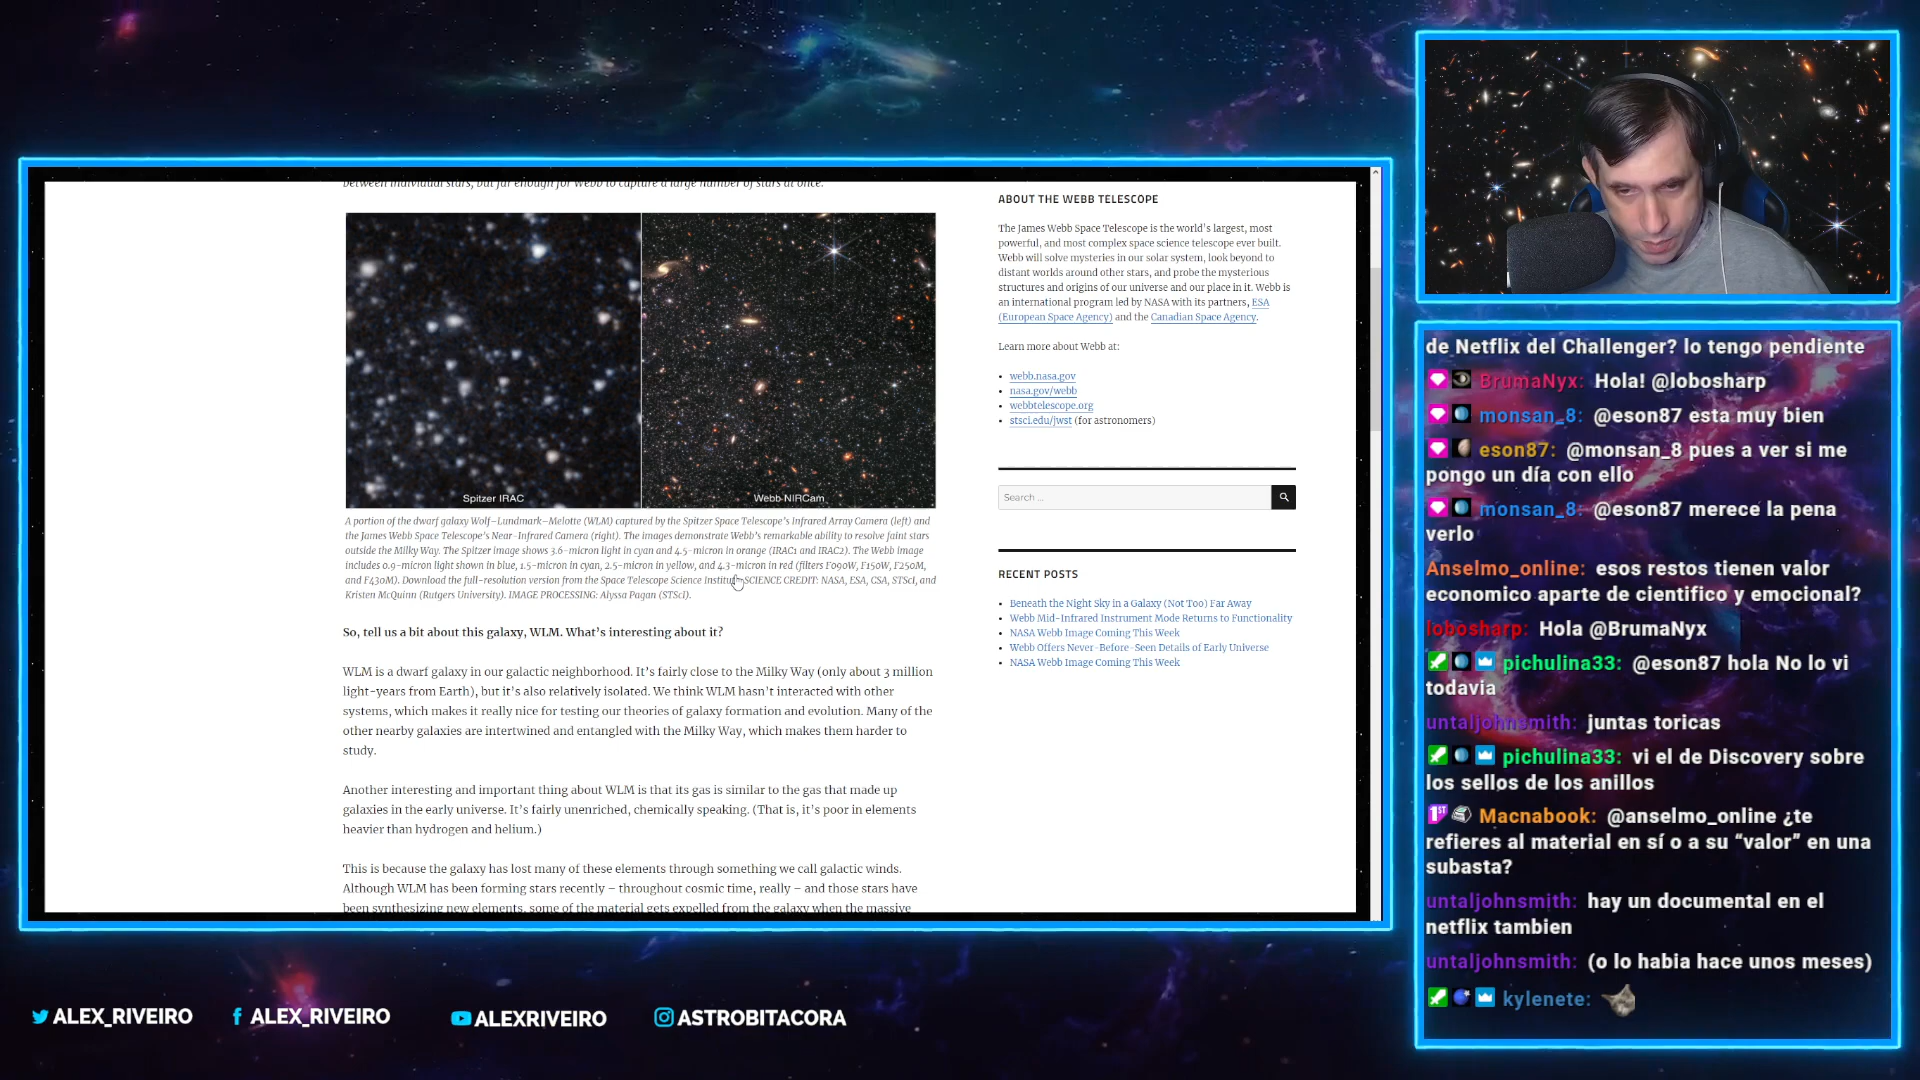 between individual stars, but far enough for Webb to capture a large number of stars at once.
Spitzer IRAC
Webb NIRCam
A portion of the dwarf galaxy Wolf–Lundmark–Melotte (WLM) captured by the Spitzer Space Telescope's Infrared Array Camera (left) and
the James Webb Space Telescope's Near-Infrared Camera (right). The images demonstrate Webb's remarkable ability to resolve faint stars
outside the Milky Way. The Spitzer image shows 3.6-micron light in cyan and 4.5-micron in orange (IRAC1 and IRAC2). The Webb image
includes 0.9-micron light shown in blue, 1.5-micron in cyan, 2.5-micron in yellow, and 4.3-micron in red (filters F090W, F150W, F250M,
and F430M). Download the full-resolution version from the Space Telescope Science Institute. SCIENCE CREDIT: NASA, ESA, CSA, STScI, and
Kristen McQuinn (Rutgers University). IMAGE PROCESSING: Alyssa Pagan (STScI).
So, tell us a bit about this galaxy, WLM. What's interesting about it?
WLM is a dwarf galaxy in our galactic neighborhood. It's fairly close to the Milky Way (only about 3 million
light-years from Earth), but it's also relatively isolated. We think WLM hasn't interacted with other
systems, which makes it really nice for testing our theories of galaxy formation and evolution. Many of the
other nearby galaxies are intertwined and entangled with the Milky Way, which makes them harder to
study.
Another interesting and important thing about WLM is that its gas is similar to the gas that made up
galaxies in the early universe. It's fairly unenriched, chemically speaking. (That is, it's poor in elements
heavier than hydrogen and helium.)
This is because the galaxy has lost many of these elements through something we call galactic winds.
Although WLM has been forming stars recently – throughout cosmic time, really – and those stars have
been synthesizing new elements, some of the material gets expelled from the galaxy when the massive
ABOUT THE WEBB TELESCOPE
The James Webb Space Telescope is the world's largest, most
powerful, and most complex space science telescope ever built.
Webb will solve mysteries in our solar system, look beyond to
distant worlds around other stars, and probe the mysterious
structures and origins of our universe and our place in it. Webb is
an international program led by NASA with its partners, ESA
(European Space Agency) and the Canadian Space Agency.
Learn more about Webb at:
• webb.nasa.gov
• nasa.gov/webb
• webbtelescope.org
• stsci.edu/jwst (for astronomers)
Search ...
RECENT POSTS
• Beneath the Night Sky in a Galaxy (Not Too) Far Away
• Webb Mid-Infrared Instrument Mode Returns to Functionality
• NASA Webb Image Coming This Week
• Webb Offers Never-Before-Seen Details of Early Universe
• NASA Webb Image Coming This Week
de Netflix del Challenger? lo tengo pendiente
BrumaNyx: Hola! @lobosharp
monsan_8: @eson87 esta muy bien
eson87: @monsan_8 pues a ver si me
pongo un día con ello
monsan_8: @eson87 merece la pena
verlo
Anselmo_online: esos restos tienen valor
economico aparte de cientifico y emocional?
lobosharp: Hola @BrumaNyx
pichulina33: @eson87 hola No lo vi
todavia
untaljohnsmith: juntas toricas
pichulina33: vi el de Discovery sobre
los sellos de los anillos
1ST Macnabook: @anselmo_online ¿te
refieres al material en sí o a su “valor” en una
subasta?
untaljohnsmith: hay un documental en el
netflix tambien
untaljohnsmith: (o lo habia hace unos meses)
kylenete:
ALEX_RIVEIRO
ALEX_RIVEIRO
ALEXRIVEIRO
ASTROBITACORA